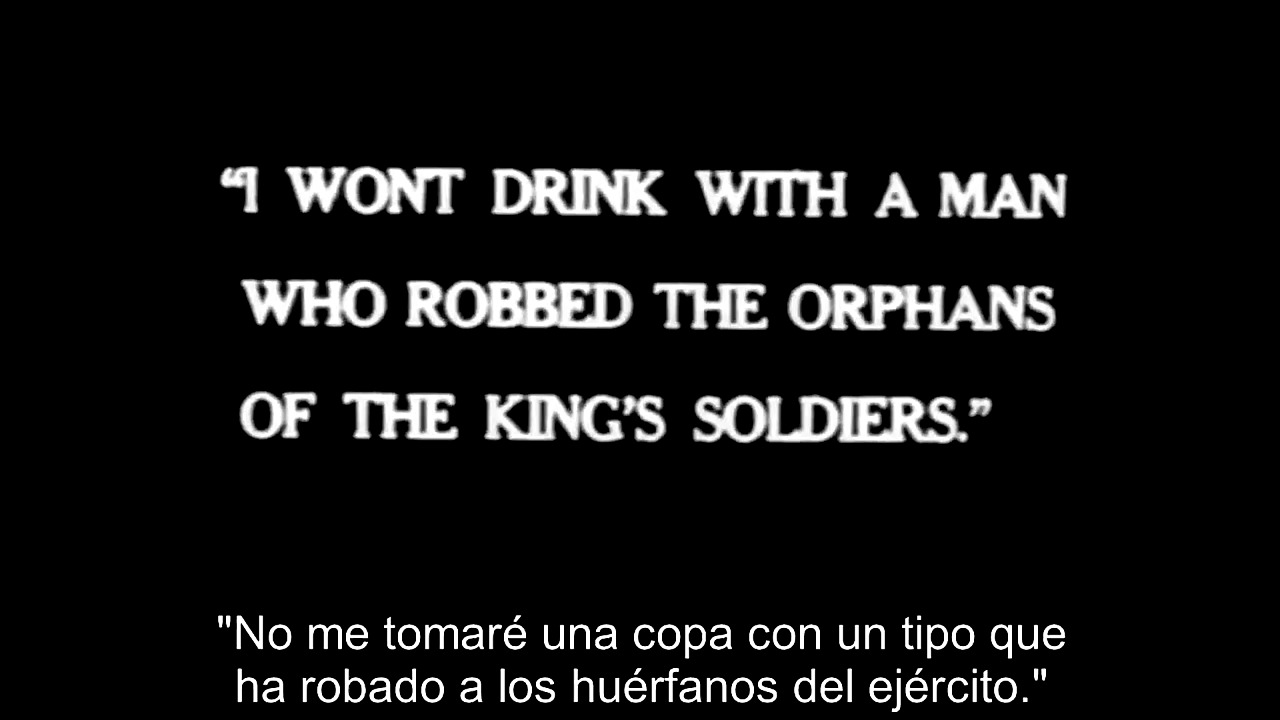 “I WONT DRINK WITH A MAN
WHO ROBBED THE ORPHANS
OF THE KING’S SOLDIERS.”
"No me tomaré una copa con un tipo que
ha robado a los huérfanos del ejército."